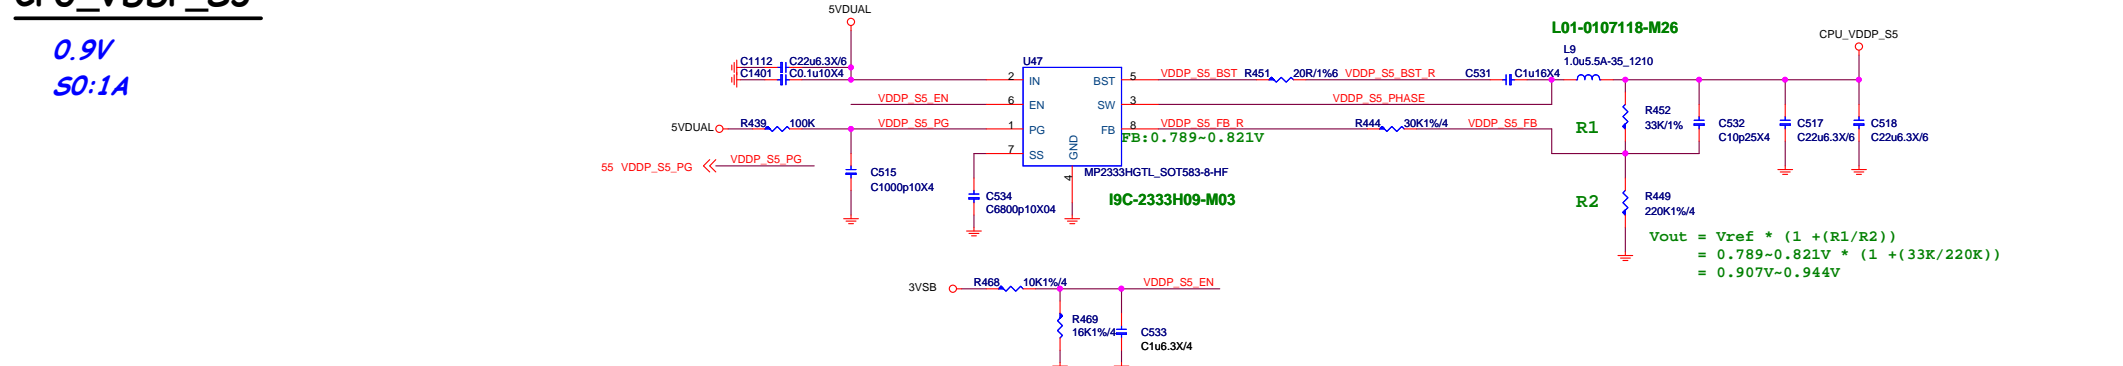 CPU_VDDP_S5
0.9V
S0:1A
5VDUAL
C1112 C22u6.3X/6
C1401 C0.1u10X4
VDDP_S5_EN
5VDUAL R439 100K VDDP_S5_PG
55 VDDP_S5_PG VDDP_S5_PG
C515
C1000p10X4
C534
C6800p10X04
U47
2 IN BST 5
6 EN SW 3
1 PG FB 8
7 SS GND 4
MP2333HGTL_SOT583-8-HF
I9C-2333H09-M03
VDDP_S5_BST R451 20R/1%6 VDDP_S5_BST_R C531 C1u16X4
VDDP_S5_PHASE
VDDP_S5_FB_R R444 30K1%/4 VDDP_S5_FB
FB:0.789~0.821V
L01-0107118-M26
L9
1.0u5.5A-35_1210
CPU_VDDP_S5
R1
R452
33K/1%
C532
C10p25X4
C517
C22u6.3X/6
C518
C22u6.3X/6
R2
R449
220K1%/4
Vout = Vref * (1 +(R1/R2))
= 0.789~0.821V * (1 +(33K/220K))
= 0.907V~0.944V
3VSB R468 10K1%/4 VDDP_S5_EN
R469
16K1%/4
C533
C1u6.3X/4